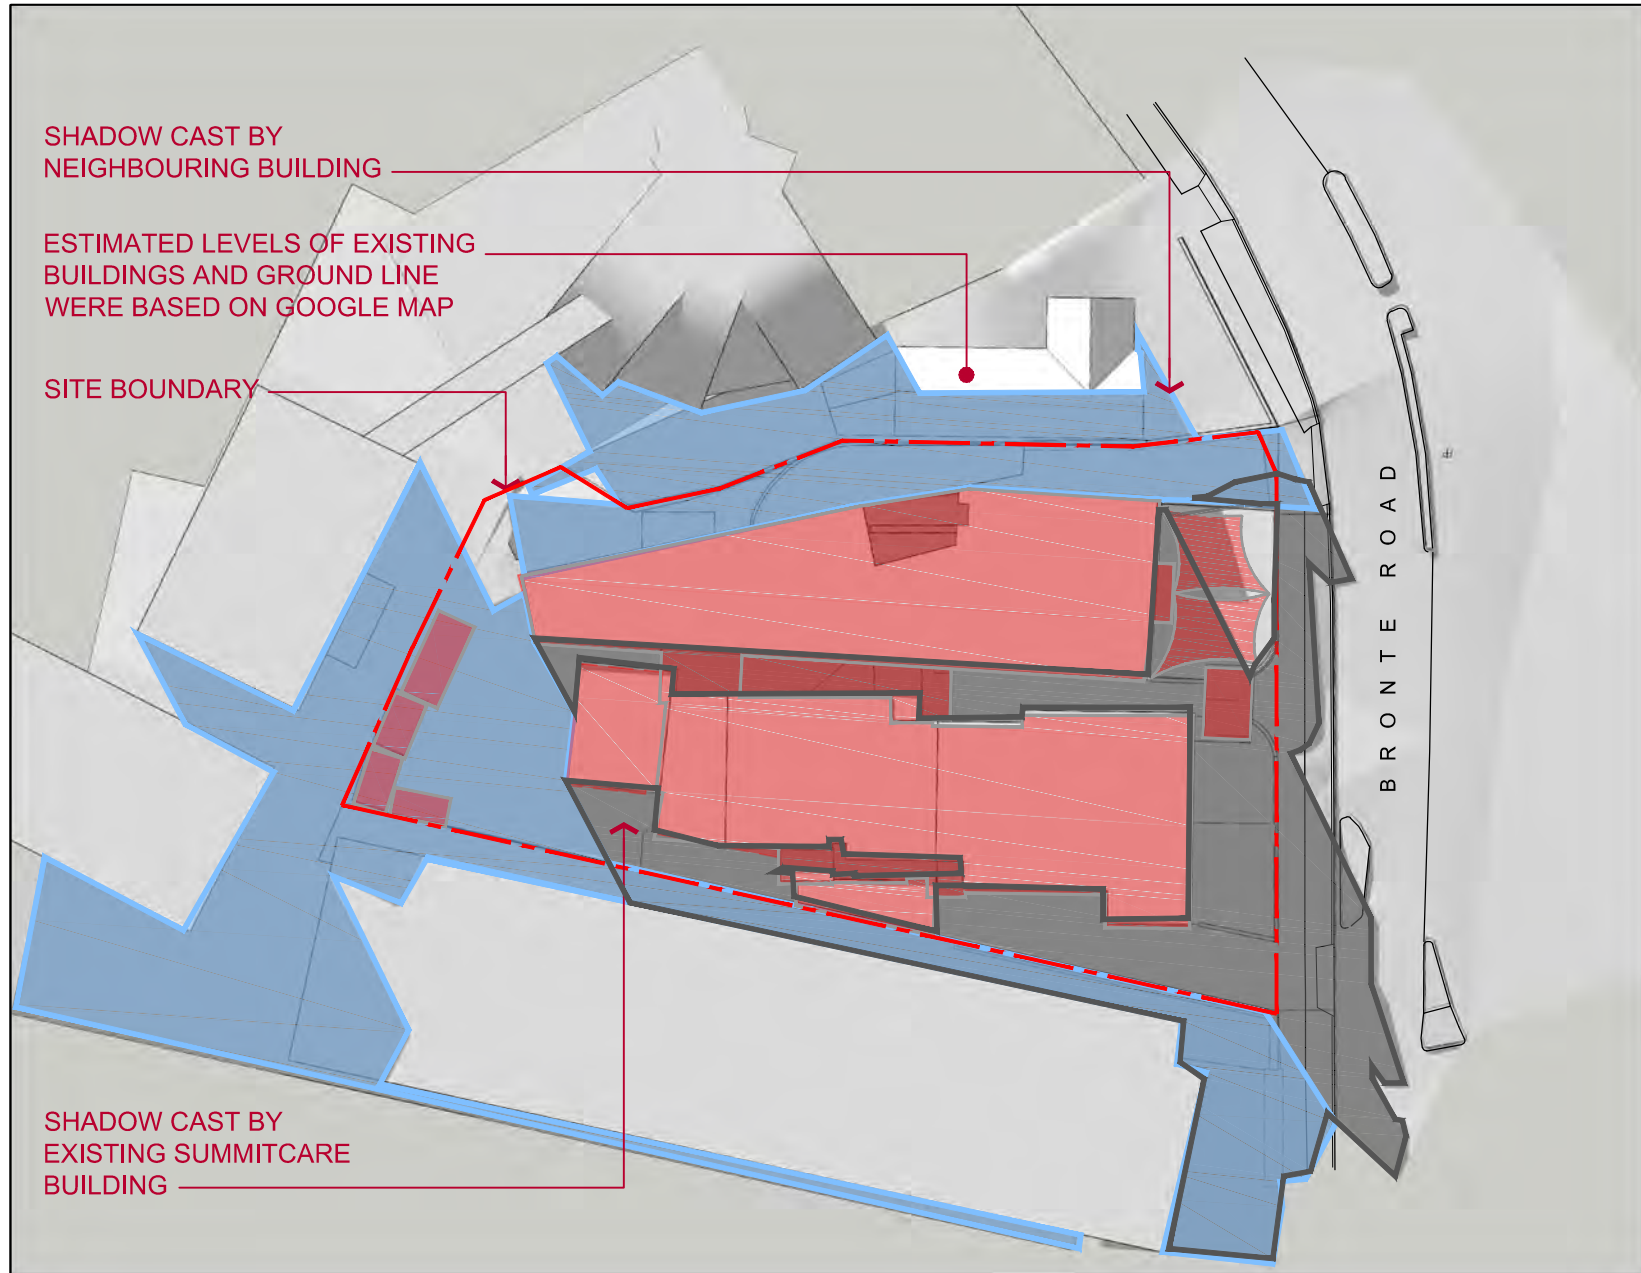 SHADOW CAST BY
NEIGHBOURING BUILDING
ESTIMATED LEVELS OF EXISTING
BUILDINGS AND GROUND LINE
WERE BASED ON GOOGLE MAP
SITE BOUNDARY
BRONTE ROAD
SHADOW CAST BY
EXISTING SUMMITCARE
BUILDING